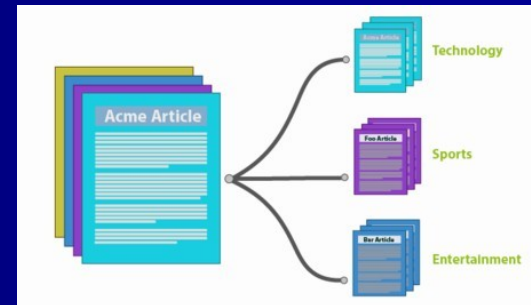 Acme Article
Acme Article
Technology
Foo Article
Sports
Bar Article
Entertainment